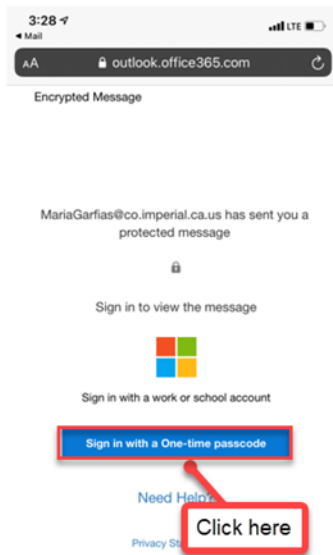 3:28
LTE
Mail
AA outlook.office365.com
Encrypted Message
MariaGarfias@co.imperial.ca.us has sent you a
protected message
Sign in to view the message
Sign in with a work or school account
Sign in with a One-time passcode
Need Help?
Click here
Privacy